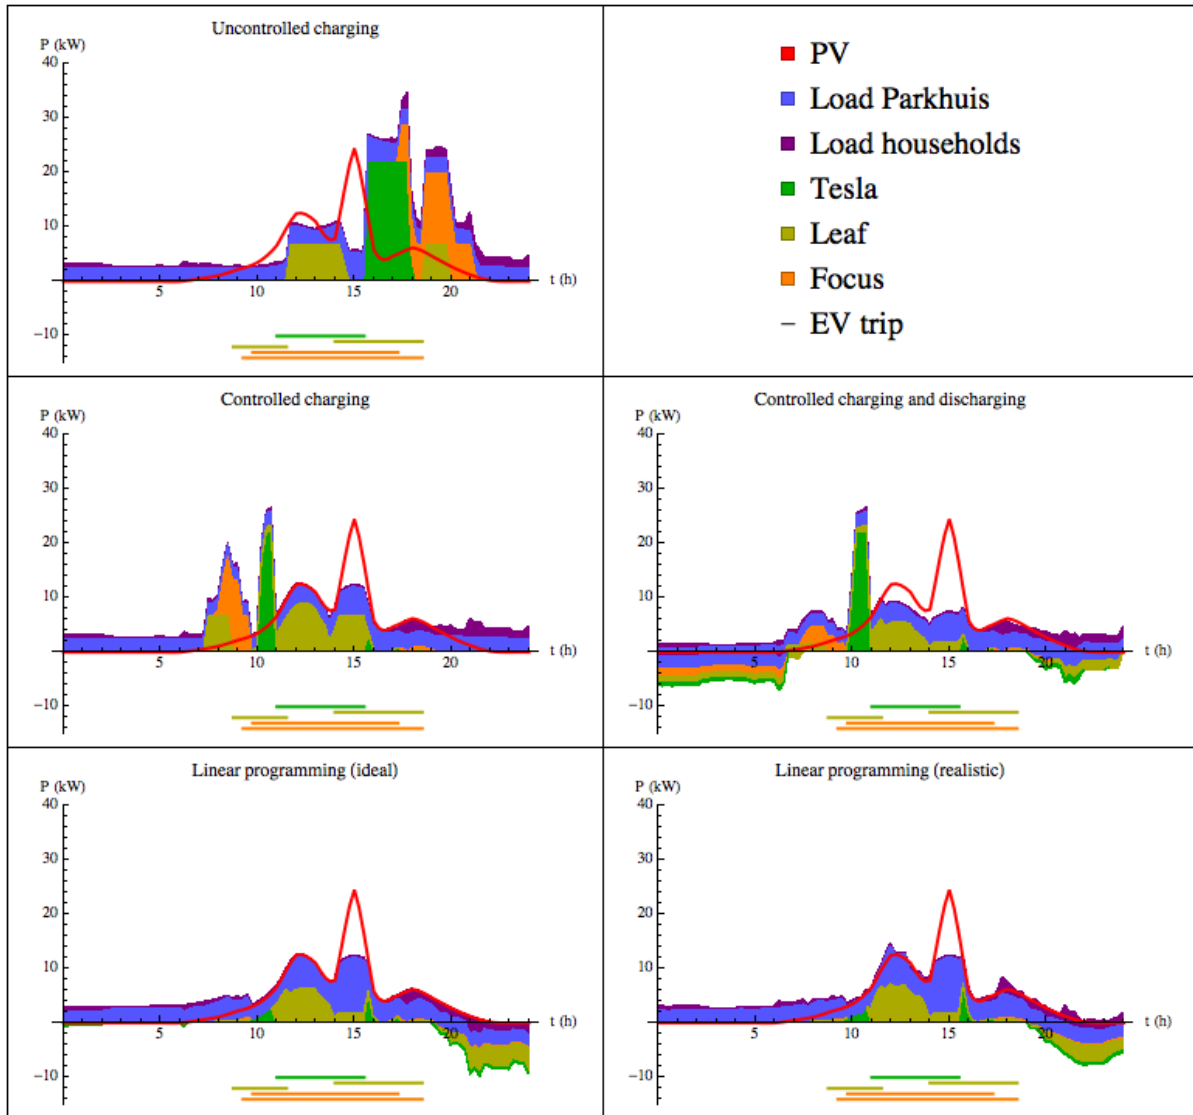 Uncontrolled charging
P (kW)
40
30
20
10
-10
5 10 15 20 t (h)
PV
Load Parkhuis
Load households
Tesla
Leaf
Focus
EV trip
Controlled charging
P (kW)
40
30
20
10
-10
5 10 15 20 t (h)
Controlled charging and discharging
P (kW)
40
30
20
10
-10
5 10 15 20 t (h)
Linear programming (ideal)
P (kW)
40
30
20
10
-10
5 10 15 20 t (h)
Linear programming (realistic)
P (kW)
40
30
20
10
-10
5 10 15 20 t (h)